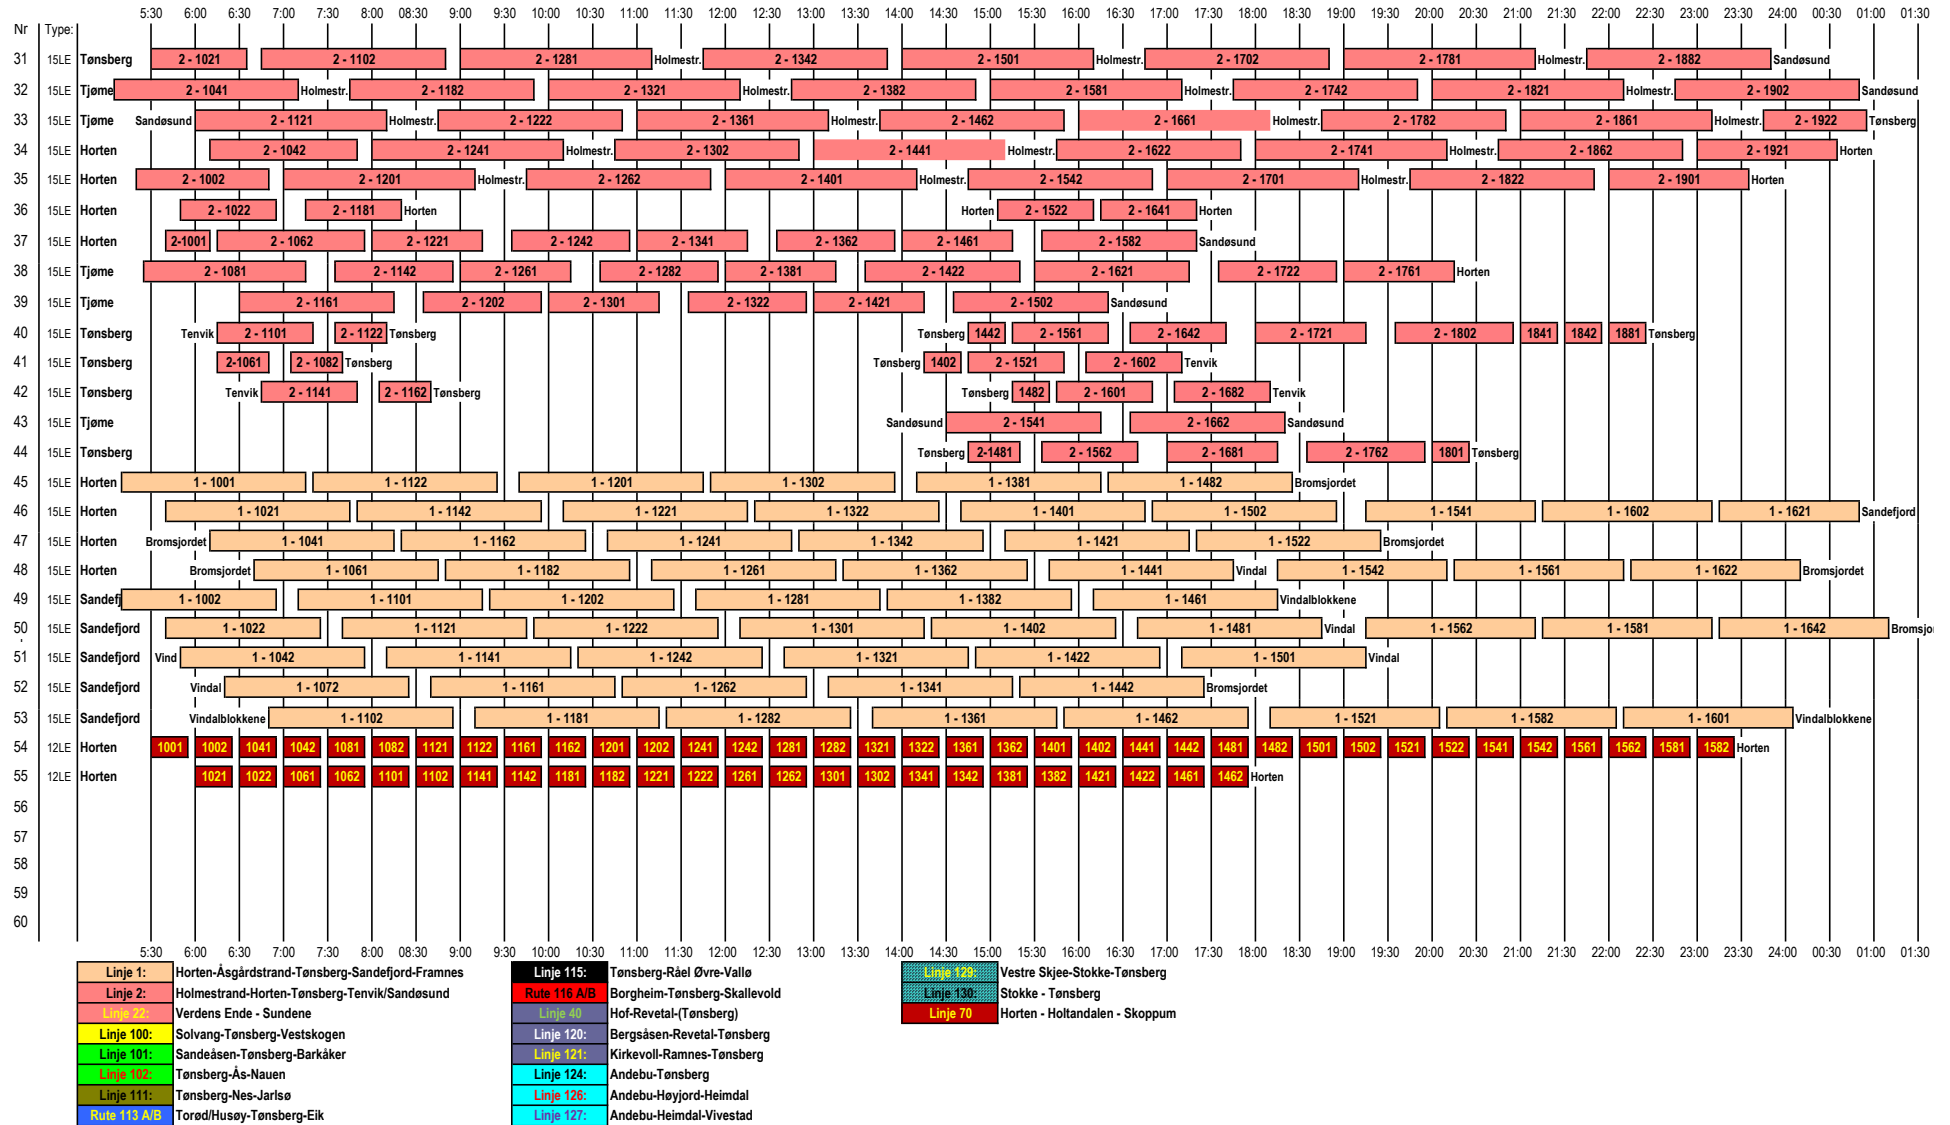 5:30 6:00 6:30 7:00 7:30 8:00 08:30 9:00 9:30 10:00 10:30 11:00 11:30 12:00 12:30 13:00 13:30 14:00 14:30 15:00 15:30 16:00 16:30 17:00 17:30 18:00 18:30 19:00 19:30 20:00 20:30 21:00 21:30 22:00 22:30 23:00 23:30 24:00 00:30 01:00 01:30
Nr Type:
31 15LE Tønsberg 2 - 1021 2 - 1102 2 - 1281 Holmestr. 2 - 1342 2 - 1501 Holmestr. 2 - 1702 2 - 1781 Holmestr. 2 - 1882 Sandøsund
32 15LE Tjøme 2 - 1041 Holmestr. 2 - 1182 2 - 1321 Holmestr. 2 - 1382 2 - 1581 Holmestr. 2 - 1742 2 - 1821 Holmestr. 2 - 1902 Sandøsund
33 15LE Tjøme Sandøsund 2 - 1121 Holmestr. 2 - 1222 2 - 1361 Holmestr. 2 - 1462 2 - 1661 Holmestr. 2 - 1782 2 - 1861 Holmestr. 2 - 1922 Tønsberg
34 15LE Horten 2 - 1042 2 - 1241 Holmestr. 2 - 1302 2 - 1441 Holmestr. 2 - 1622 2 - 1741 Holmestr. 2 - 1862 2 - 1921 Horten
35 15LE Horten 2 - 1002 2 - 1201 Holmestr. 2 - 1262 2 - 1401 Holmestr. 2 - 1542 2 - 1701 Holmestr. 2 - 1822 2 - 1901 Horten
36 15LE Horten 2 - 1022 2 - 1181 Horten Horten 2 - 1522 2 - 1641 Horten
37 15LE Horten 2-1001 2 - 1062 2 - 1221 2 - 1242 2 - 1341 2 - 1362 2 - 1461 2 - 1582 Sandøsund
38 15LE Tjøme 2 - 1081 2 - 1142 2 - 1261 2 - 1282 2 - 1381 2 - 1422 2 - 1621 2 - 1722 2 - 1761 Horten
39 15LE Tjøme 2 - 1161 2 - 1202 2 - 1301 2 - 1322 2 - 1421 2 - 1502 Sandøsund
40 15LE Tønsberg Tenvik 2 - 1101 2 - 1122 Tønsberg Tønsberg 1442 2 - 1561 2 - 1642 2 - 1721 2 - 1802 1841 1842 1881 Tønsberg
41 15LE Tønsberg 2-1061 2 - 1082 Tønsberg Tønsberg 1402 2 - 1521 2 - 1602 Tenvik
42 15LE Tønsberg Tenvik 2 - 1141 2 - 1162 Tønsberg Tønsberg 1482 2 - 1601 2 - 1682 Tenvik
43 15LE Tjøme Sandøsund 2 - 1541 2 - 1662 Sandøsund
44 15LE Tønsberg Tønsberg 2-1481 2 - 1562 2 - 1681 2 - 1762 1801 Tønsberg
45 15LE Horten 1 - 1001 1 - 1122 1 - 1201 1 - 1302 1 - 1381 1 - 1482 Bromsjordet
46 15LE Horten 1 - 1021 1 - 1142 1 - 1221 1 - 1322 1 - 1401 1 - 1502 1 - 1541 1 - 1602 1 - 1621 Sandefjord
47 15LE Horten Bromsjordet 1 - 1041 1 - 1162 1 - 1241 1 - 1342 1 - 1421 1 - 1522 Bromsjordet
48 15LE Horten Bromsjordet 1 - 1061 1 - 1182 1 - 1261 1 - 1362 1 - 1441 Vindal 1 - 1542 1 - 1561 1 - 1622 Bromsjordet
49 15LE Sandefj 1 - 1002 1 - 1101 1 - 1202 1 - 1281 1 - 1382 1 - 1461 Vindalblokkene
50 15LE Sandefjord 1 - 1022 1 - 1121 1 - 1222 1 - 1301 1 - 1402 1 - 1481 Vindal 1 - 1562 1 - 1581 1 - 1642 Bromsjo
51 15LE Sandefjord Vind 1 - 1042 1 - 1141 1 - 1242 1 - 1321 1 - 1422 1 - 1501 Vindal
52 15LE Sandefjord Vindal 1 - 1072 1 - 1161 1 - 1262 1 - 1341 1 - 1442 Bromsjordet
53 15LE Sandefjord Vindalblokkene 1 - 1102 1 - 1181 1 - 1282 1 - 1361 1 - 1462 1 - 1521 1 - 1582 1 - 1601 Vindalblokkene
54 12LE Horten 1001 1002 1041 1042 1081 1082 1121 1122 1161 1162 1201 1202 1241 1242 1281 1282 1321 1322 1361 1362 1401 1402 1441 1442 1481 1482 1501 1502 1521 1522 1541 1542 1561 1562 1581 1582 Horten
55 12LE Horten 1021 1022 1061 1062 1101 1102 1141 1142 1181 1182 1221 1222 1261 1262 1301 1302 1341 1342 1381 1382 1421 1422 1461 1462 Horten
56
57
58
59
60
5:30 6:00 6:30 7:00 7:30 8:00 08:30 9:00 9:30 10:00 10:30 11:00 11:30 12:00 12:30 13:00 13:30 14:00 14:30 15:00 15:30 16:00 16:30 17:00 17:30 18:00 18:30 19:00 19:30 20:00 20:30 21:00 21:30 22:00 22:30 23:00 23:30 24:00 00:30 01:00 01:30
Linje 1: Horten-Åsgårdstrand-Tønsberg-Sandefjord-Framnes
Linje 2: Holmestrand-Horten-Tønsberg-Tenvik/Sandøsund
Linje 22: Verdens Ende - Sundene
Linje 100: Solvang-Tønsberg-Vestskogen
Linje 101: Sandeåsen-Tønsberg-Barkåker
Linje 102: Tønsberg-Ås-Nauen
Linje 111: Tønsberg-Nes-Jarlsø
Rute 113 A/B Torød/Husøy-Tønsberg-Eik
Linje 115: Tønsberg-Råel Øvre-Vallø
Rute 116 A/B Borgheim-Tønsberg-Skallevold
Linje 40 Hof-Revetal-(Tønsberg)
Linje 120: Bergsåsen-Revetal-Tønsberg
Linje 121: Kirkevoll-Ramnes-Tønsberg
Linje 124: Andebu-Tønsberg
Linje 126: Andebu-Høyjord-Heimdal
Linje 127: Andebu-Heimdal-Vivestad
Linje 129: Vestre Skjee-Stokke-Tønsberg
Linje 130: Stokke - Tønsberg
Linje 70 Horten - Holtandalen - Skoppum